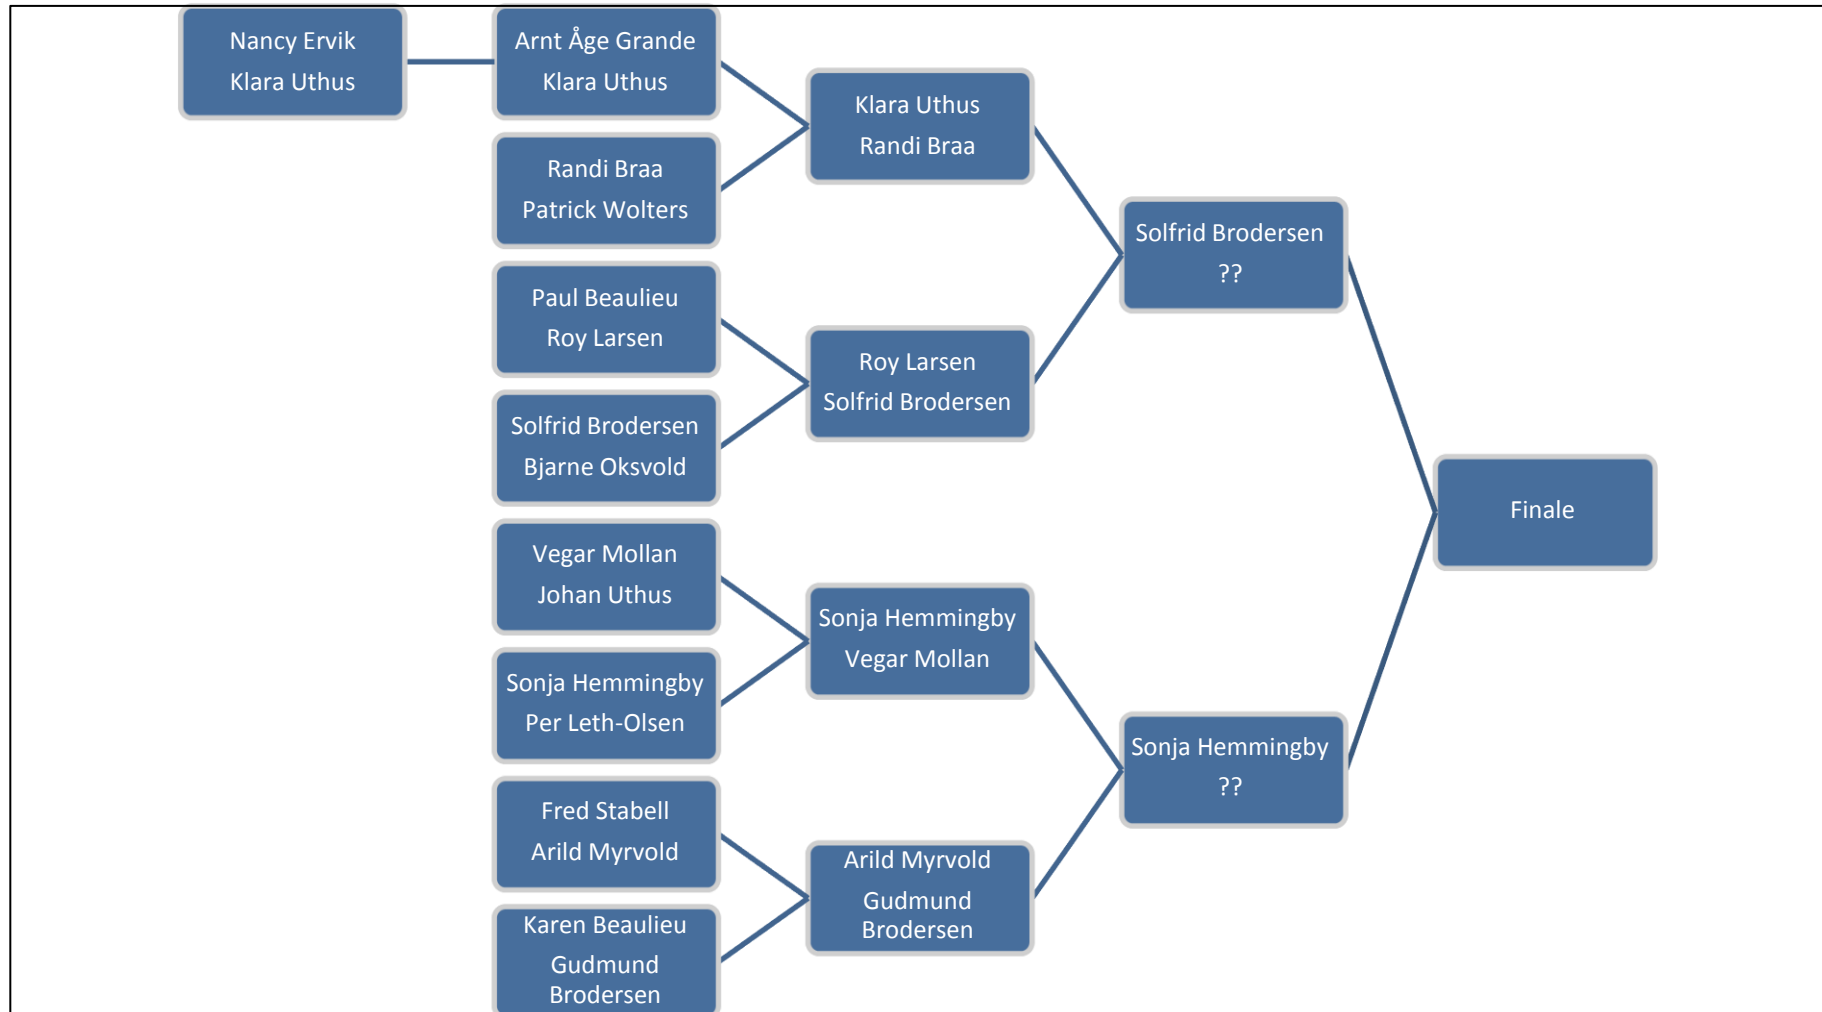 Nancy Ervik
Klara Uthus
Arnt Åge Grande
Klara Uthus
Randi Braa
Patrick Wolters
Paul Beaulieu
Roy Larsen
Solfrid Brodersen
Bjarne Oksvold
Vegar Mollan
Johan Uthus
Sonja Hemmingby
Per Leth-Olsen
Fred Stabell
Arild Myrvold
Karen Beaulieu
Gudmund
Brodersen
Klara Uthus
Randi Braa
Roy Larsen
Solfrid Brodersen
Sonja Hemmingby
Vegar Mollan
Arild Myrvold
Gudmund
Brodersen
Solfrid Brodersen
??
Sonja Hemmingby
??
Finale